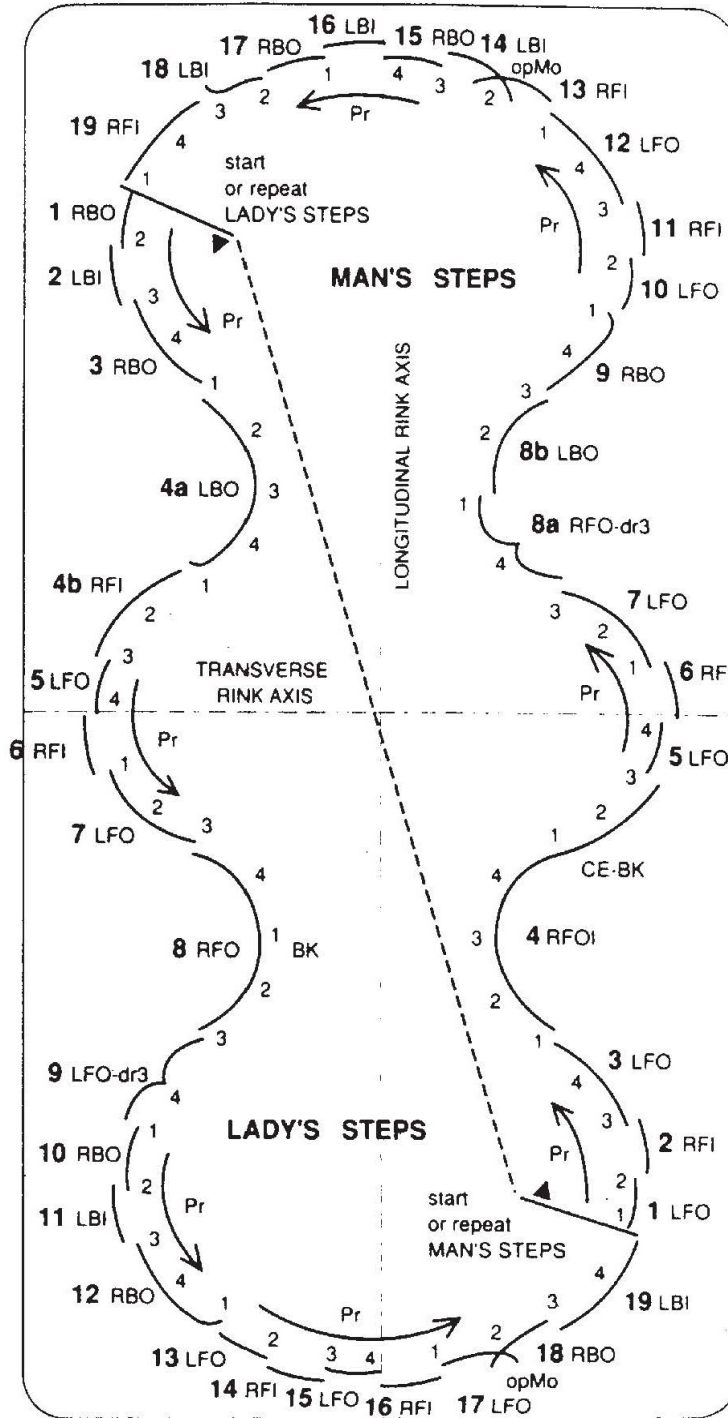 16 LBI
17 RBO
15 RBO
14 LBI
opMo
18 LBI
13 RFI
1
4
3
2
2
3
Pr
19 RFI
4
1
12 LFO
4
1
start
or repeat
LADY'S STEPS
3
11 RFI
Pr
2
1 RBO
2
MAN'S STEPS
10 LFO
2 LBI
3
1
Pr
4
4
9 RBO
3 RBO
1
3
2
2
8b LBO
LONGITUDINAL RINK AXIS
4a LBO
3
1
8a RFO-dr3
4
4
4b RFI
1
3
7 LFO
2
2
3
1
6 RF
5 LFO
4
TRANSVERSE
RINK AXIS
Pr
4
Pr
5 LFO
6 RFI
1
3
2
2
7 LFO
3
1
CE-BK
4
4
8 RFO
1
BK
3
4 RFOI
2
2
3
1
3 LFO
9 LFO-dr3
4
4
LADY'S STEPS
1
3
2 RFI
10 RBO
Pr
2
Pr
2
start
or repeat
MAN'S STEPS
1
1 LFO
11 LBI
3
4
4
12 RBO
1
Pr
3
19 LBI
2
3
4
1
2
18 RBO
13 LFO
opMo
14 RFI
15 LFO
16 RFI
17 LFO